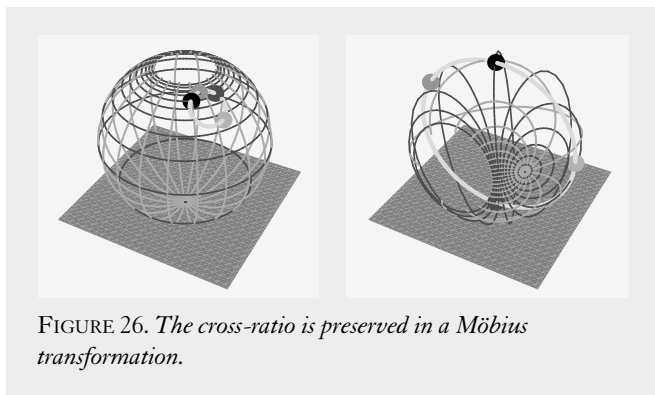 FIGURE 26. The cross-ratio is preserved in a Möbius
transformation.